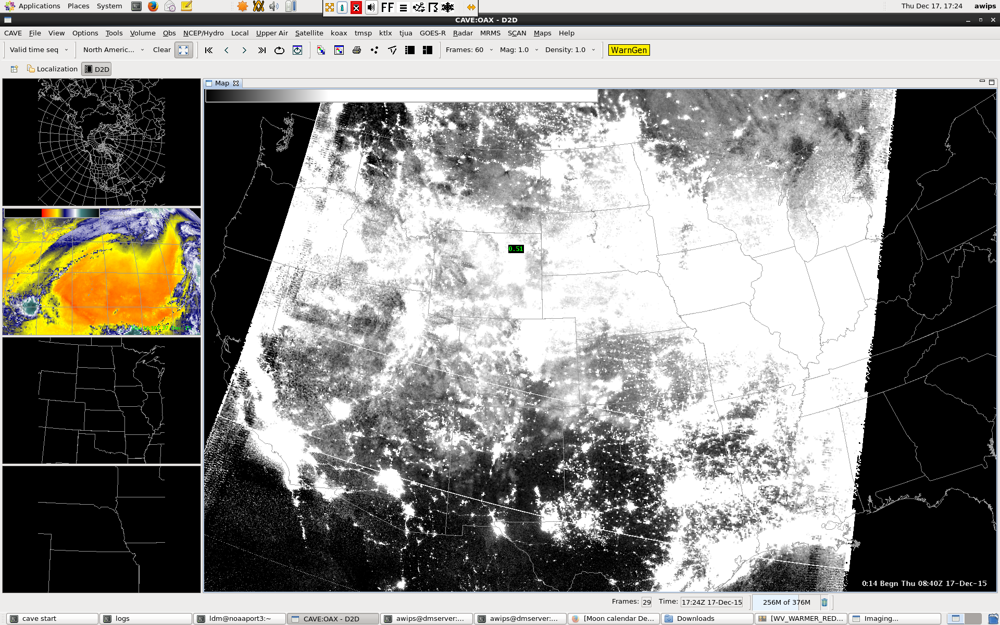 Applications Places System
Thu Dec 17, 17:24 awips
FF
CAVE:OAX - D2D
CAVE File View Options Tools Volume Obs NCEP/Hydro Local Upper Air Satellite koax tmsp ktlx tjua GOES-R Radar MRMS SCAN Maps Help
Valid time seq North Americ... Clear Frames: 60 Mag: 1.0 Density: 1.0 WarnGen
Localization D2D
Map
0.51
0:14 Begn Thu 08:40Z 17-Dec-15
Frames: 29 Time: 17:24Z 17-Dec-15 256M of 376M
cave start logs ldm@noaaport3:~ CAVE:OAX - D2D awips@dmserver:... awips@dmserver:... [Moon calendar De... Downloads [WV_WARMER_RED... Imaging...